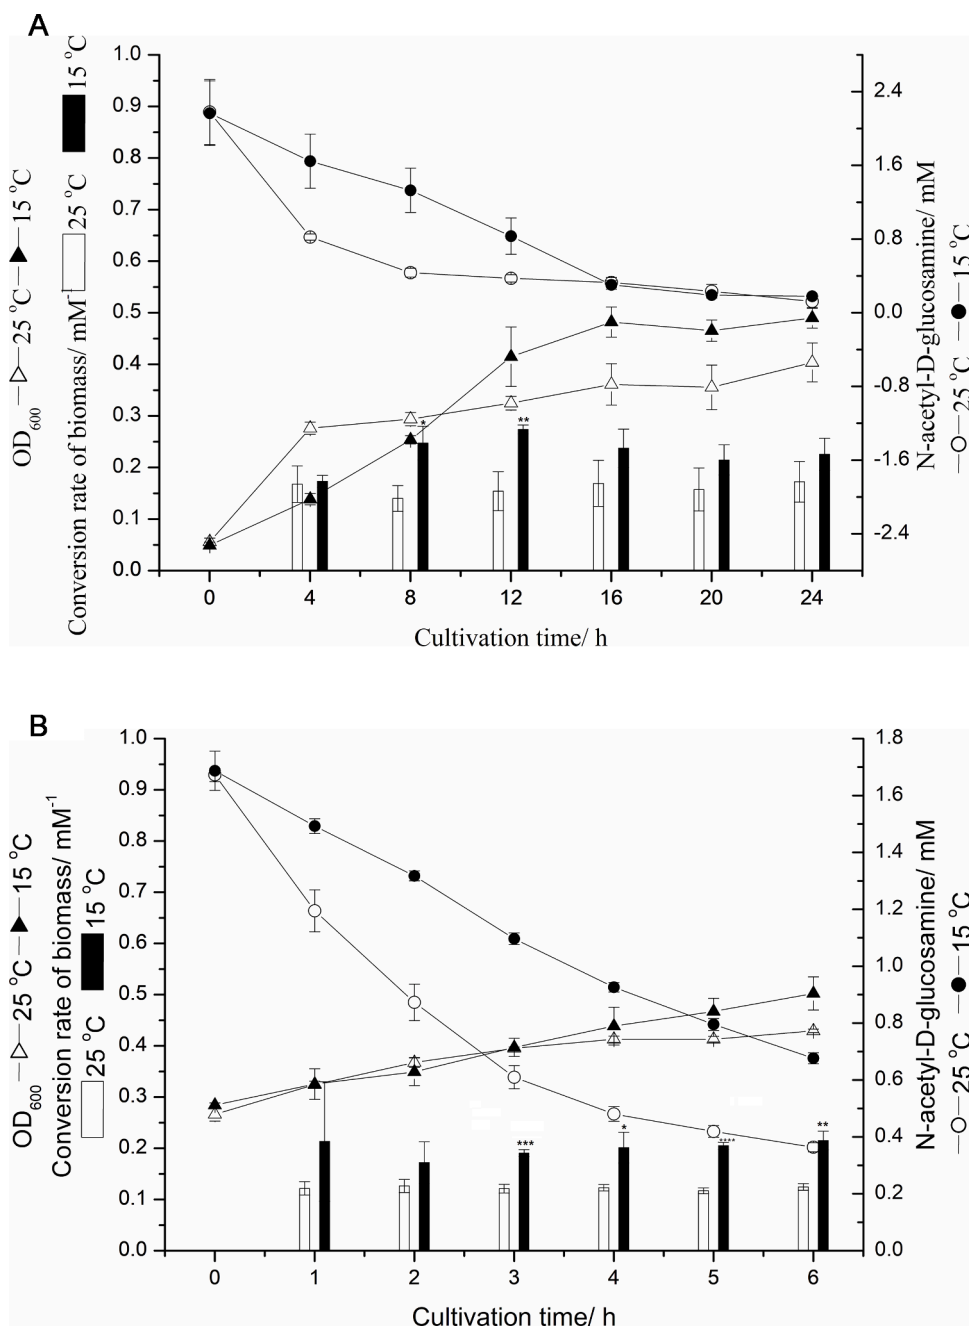 A
OD600 25 °C 15 °C
Conversion rate of biomass/ mM-1
25 °C 15 °C
1.0
0.9
0.8
0.7
0.6
0.5
0.4
0.3
0.2
0.1
0.0
2.4
1.6
0.8
0.0
-0.8
-1.6
-2.4
N-acetyl-D-glucosamine/ mM
25 °C 15 °C
* **
0 4 8 12 16 20 24
Cultivation time/ h
B
OD600 25 °C 15 °C
Conversion rate of biomass/ mM-1
25 °C 15 °C
1.0
0.9
0.8
0.7
0.6
0.5
0.4
0.3
0.2
0.1
0.0
1.8
1.6
1.4
1.2
1.0
0.8
0.6
0.4
0.2
0.0
N-acetyl-D-glucosamine/ mM
25 °C 15 °C
*** * **** **
0 1 2 3 4 5 6
Cultivation time/ h